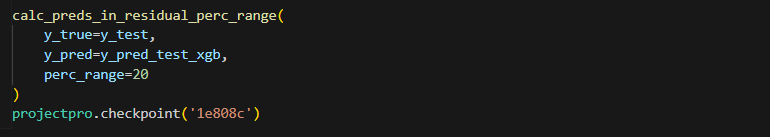 calc_preds_in_residual_perc_range(
    y_true=y_test,
    y_pred=y_pred_test_xgb,
    perc_range=20
)
projectpro.checkpoint('1e808c')